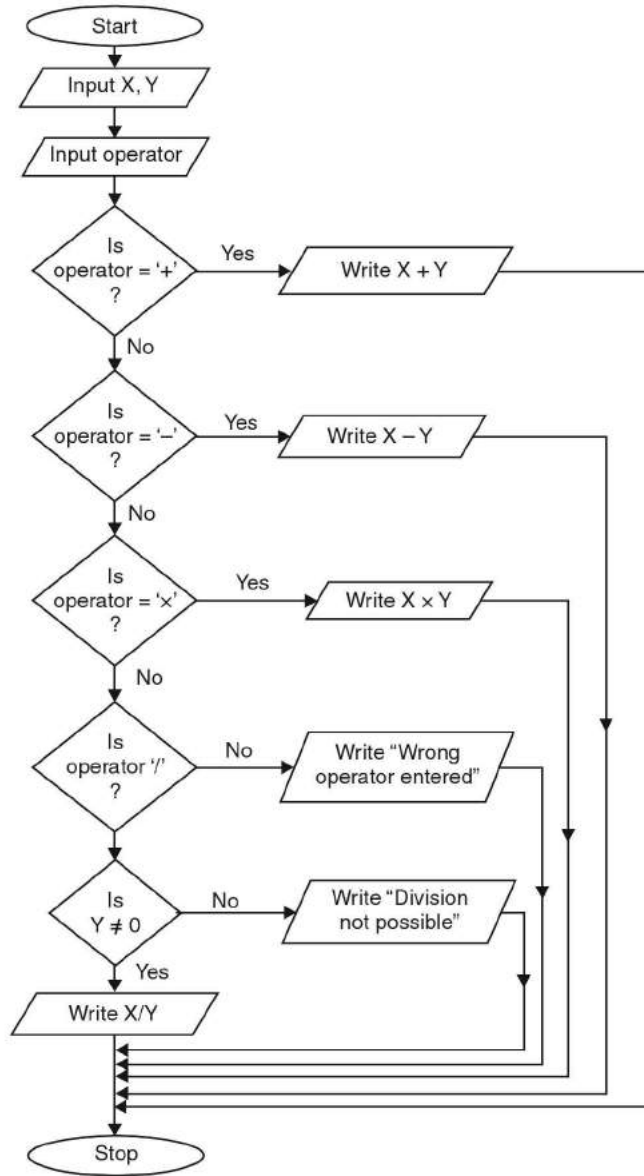 Start
Input X, Y
Input operator
Is
operator = ‘+’
?
Yes
Write X + Y
No
Is
operator = ‘–’
?
Yes
Write X – Y
No
Is
operator = ‘×’
?
Yes
Write X × Y
No
Is
operator ‘/’
?
No
Write “Wrong
operator entered”
Is
Y ≠ 0
No
Write “Division
not possible”
Yes
Write X/Y
Stop